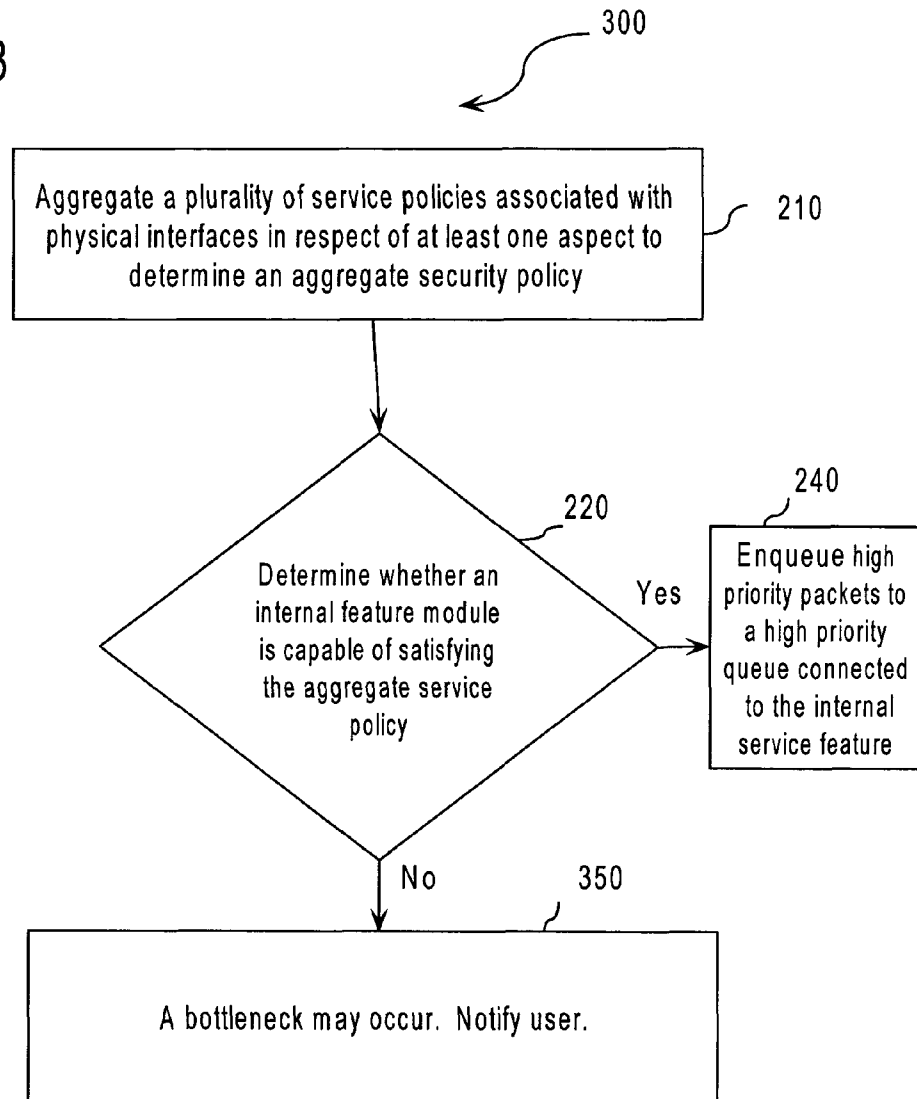 3
300
Aggregate a plurality of service policies associated with
physical interfaces in respect of at least one aspect to
determine an aggregate security policy
210
220
Determine whether an
internal feature module
is capable of satisfying
the aggregate service
policy
Yes
240
Enqueue high
priority packets to
a high priority
queue connected
to the internal
service feature
No
350
A bottleneck may occur. Notify user.